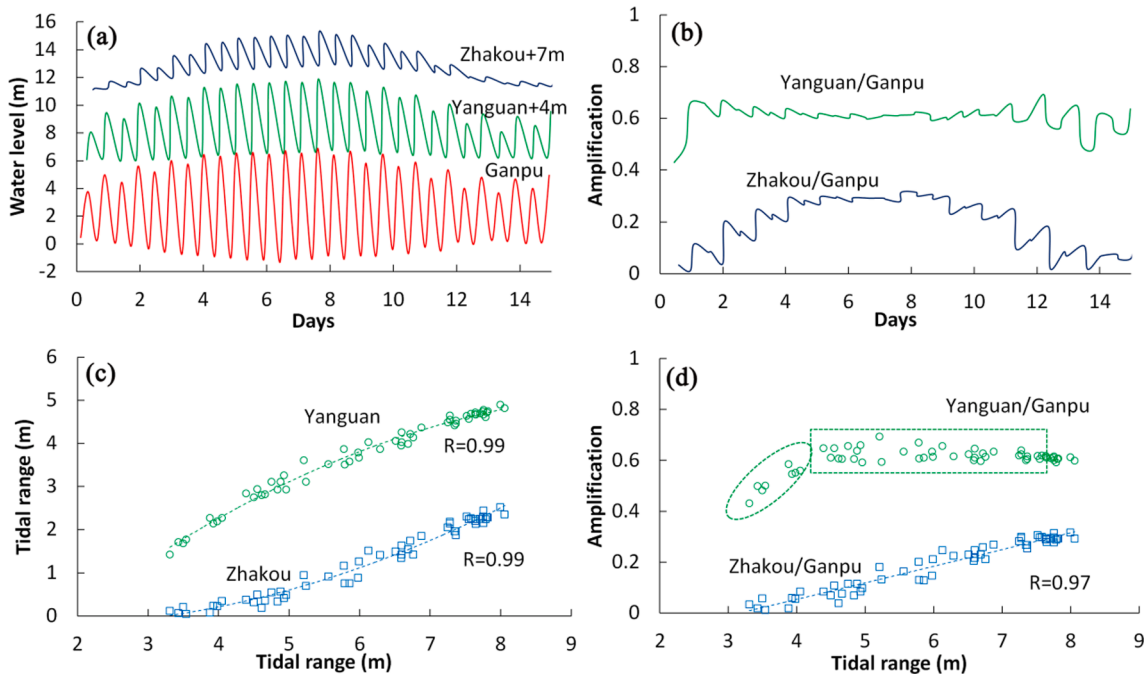 (a)
Water level (m)
16
14
12
10
8
6
4
2
0
-2
Zhakou+7m
Yanguan+4m
Ganpu
0 2 4 6 8 10 12 14
Days
(b)
Amplification
1
0.8
0.6
0.4
0.2
0
Yanguan/Ganpu
Zhakou/Ganpu
0 2 4 6 8 10 12 14
Days
(c)
Tidal range (m)
6
5
4
3
2
1
0
Yanguan
R=0.99
Zhakou
R=0.99
2 3 4 5 6 7 8 9
Tidal range (m)
(d)
Amplification
1
0.8
0.6
0.4
0.2
0
Yanguan/Ganpu
Zhakou/Ganpu
R=0.97
2 3 4 5 6 7 8 9
Tidal range (m)